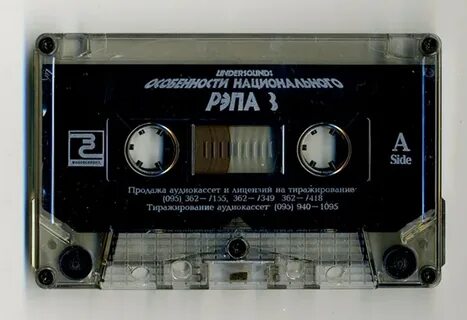 UNDERSOUND:
ОСОБЕННОСТИ НАЦИОНАЛЬНОГО
РЭПА 3
A
Side
Продажа аудиокассет и лицензий на тиражирование
(095) 362-7155, 362-7349 362-7418
Тиражирование аудиокассет (095) 940-1095